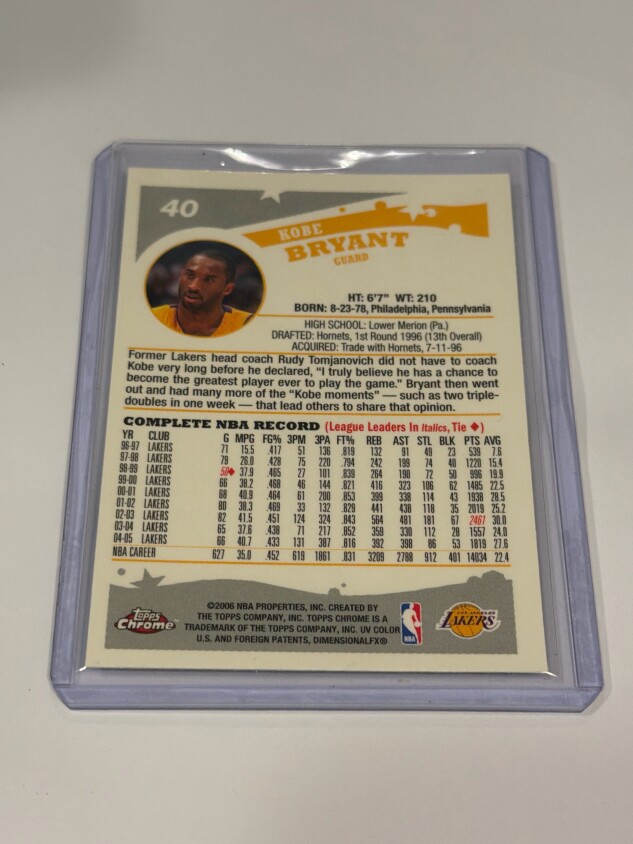 40
KOBE
BRYANT
GUARD
HT: 6'7" WT: 210
BORN: 8-23-78, Philadelphia, Pennsylvania
HIGH SCHOOL: Lower Merion (Pa.)
DRAFTED: Hornets, 1st Round 1996 (13th Overall)
ACQUIRED: Trade with Hornets, 7-11-96
Former Lakers head coach Rudy Tomjanovich did not have to coach
Kobe very long before he declared, “I truly believe he has a chance to
become the greatest player ever to play the game.” Bryant then went
out and had many more of the “Kobe moments” — such as two triple-
doubles in one week — that lead others to share that opinion.
COMPLETE NBA RECORD (League Leaders In Italics, Tie ♦)
YR CLUB G MPG FG% 3PM 3PA FT% REB AST STL BLK PTS AVG
96-97 LAKERS 71 15.5 .417 51 136 .819 132 91 49 23 539 7.6
97-98 LAKERS 79 26.0 .428 75 220 .794 242 199 74 40 1220 15.4
98-99 LAKERS 50♦ 37.9 .465 27 101 .839 264 190 72 50 996 19.9
99-00 LAKERS 66 38.2 .468 46 144 .821 416 323 106 62 1485 22.5
00-01 LAKERS 68 40.9 .464 61 200 .853 399 338 114 43 1938 28.5
01-02 LAKERS 80 38.3 .469 33 132 .829 441 438 118 35 2019 25.2
02-03 LAKERS 82 41.5 .451 124 324 .843 564 481 181 67 2461 30.0
03-04 LAKERS 65 37.6 .438 71 217 .852 359 330 112 28 1557 24.0
04-05 LAKERS 66 40.7 .433 131 387 .816 392 398 86 53 1819 27.6
NBA CAREER 627 35.0 .452 619 1861 .831 3209 2788 912 401 14034 22.4
©2006 NBA PROPERTIES, INC. CREATED BY
THE TOPPS COMPANY, INC. TOPPS CHROME IS A
TRADEMARK OF THE TOPPS COMPANY, INC. UV COLOR
U.S. AND FOREIGN PATENTS, DIMENSIONALFX®
TOPPS
Chrome
NBA
LOS ANGELES
LAKERS